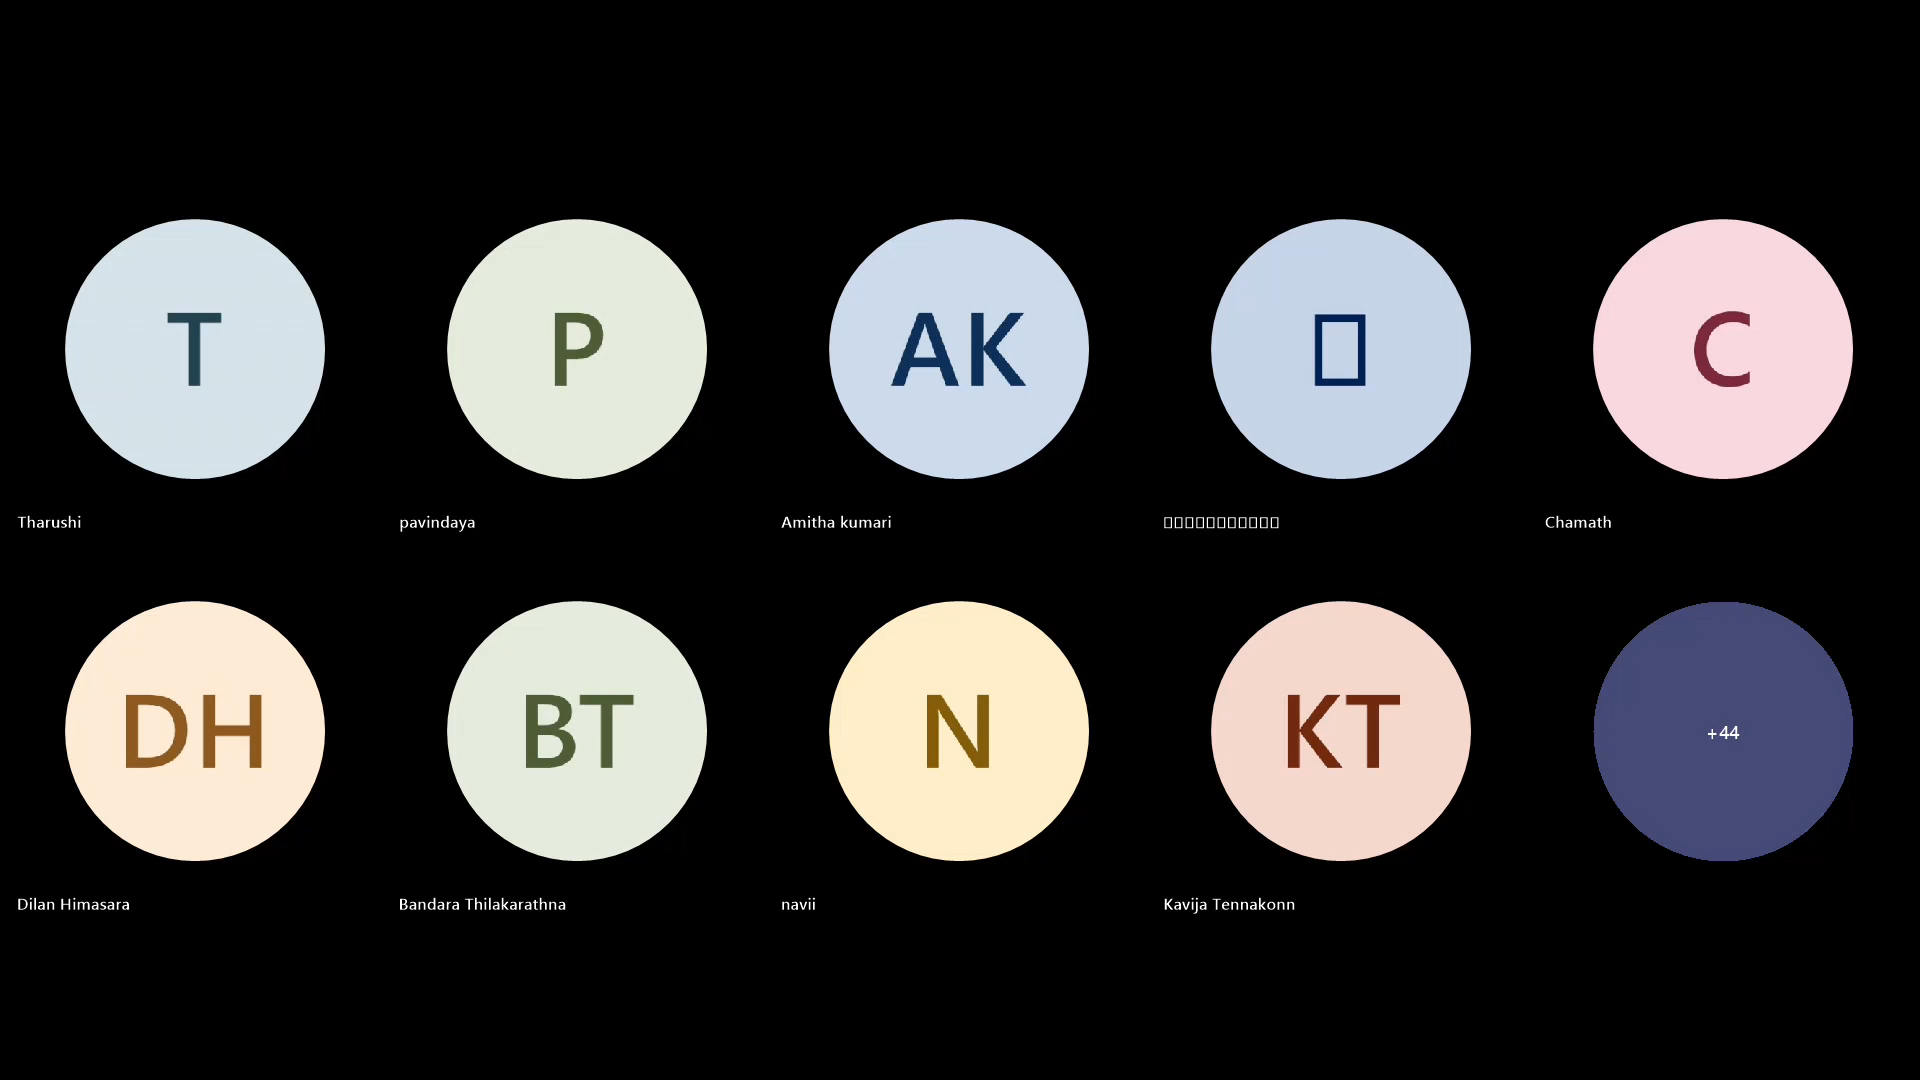 T
P
AK
C
Tharushi
pavindaya
Amitha kumari
Chamath
DH
BT
N
KT
+44
Dilan Himasara
Bandara Thilakarathna
navii
Kavija Tennakonn